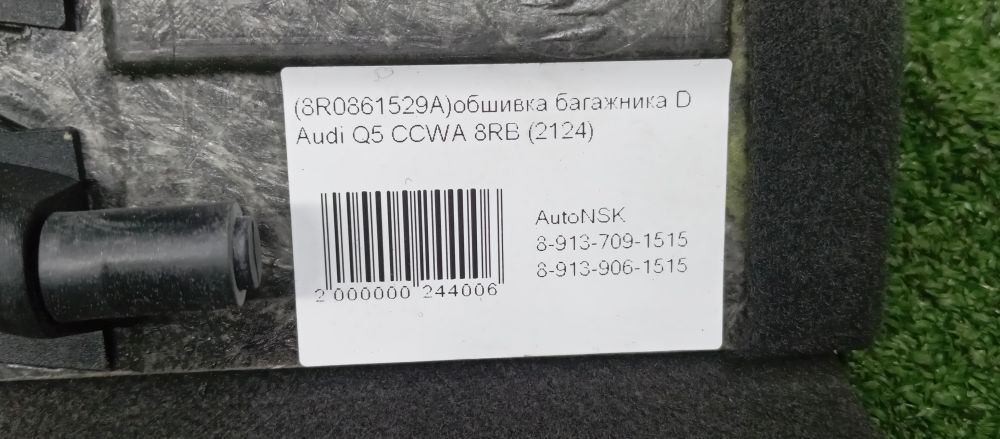 (8R0861529A)обшивка багажника D
Audi Q5 CCWA 8RB (2124)
AutoNSK
8-913-709-1515
8-913-906-1515
2 000000 244006